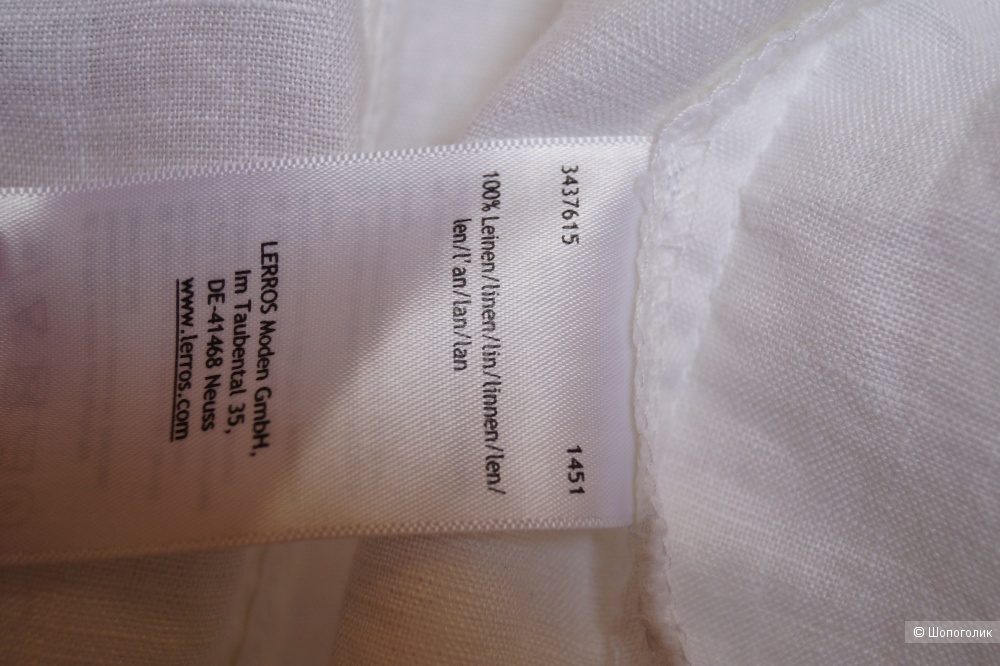 3437615 1451
100% Leinen/linen/lin/linnen/len/
len/l'an/lan/lan
LERROS Moden GmbH,
Im Taubental 35,
DE-41468 Neuss
www.lerros.com
© Шопоголик